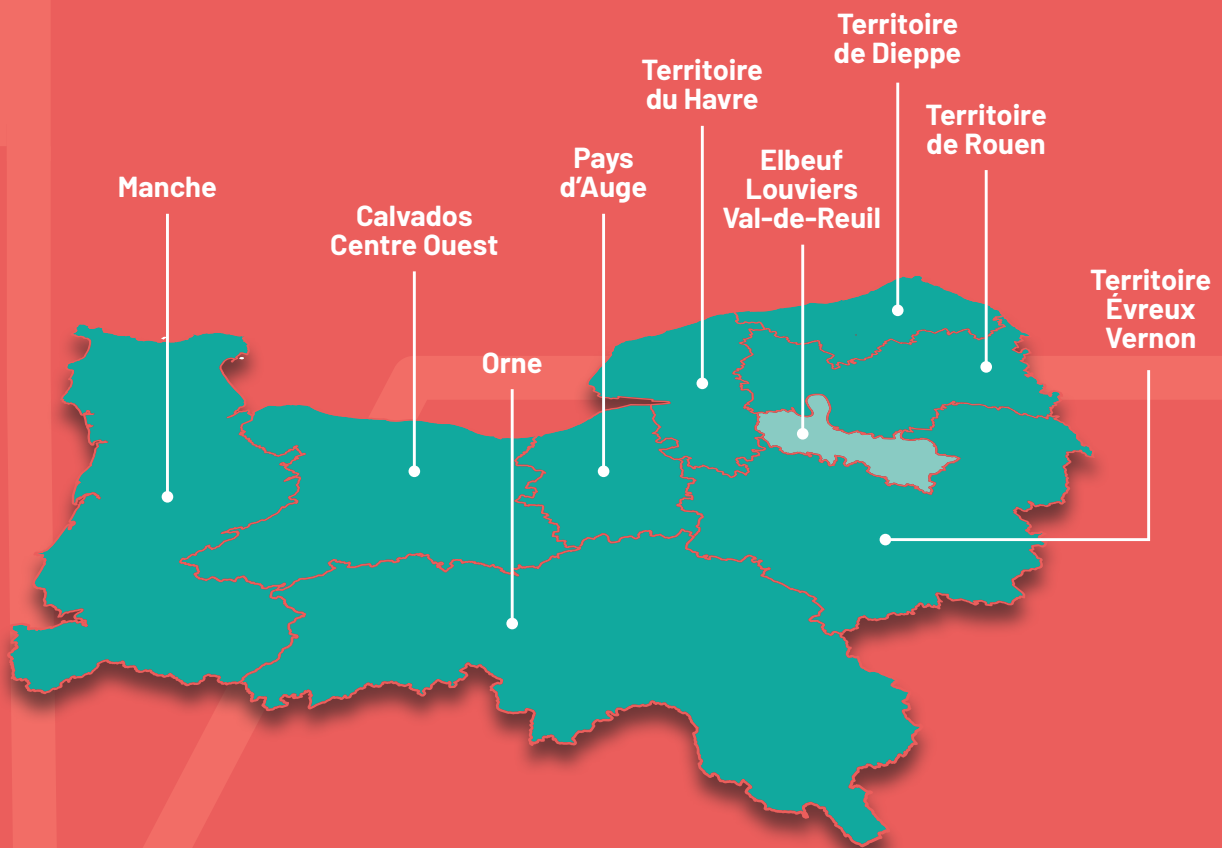 Territoire
de Dieppe
Territoire
du Havre
Territoire
de Rouen
Pays
d'Auge
Elbeuf
Louviers
Val-de-Reuil
Manche
Calvados
Centre Ouest
Territoire
Évreux
Vernon
Orne